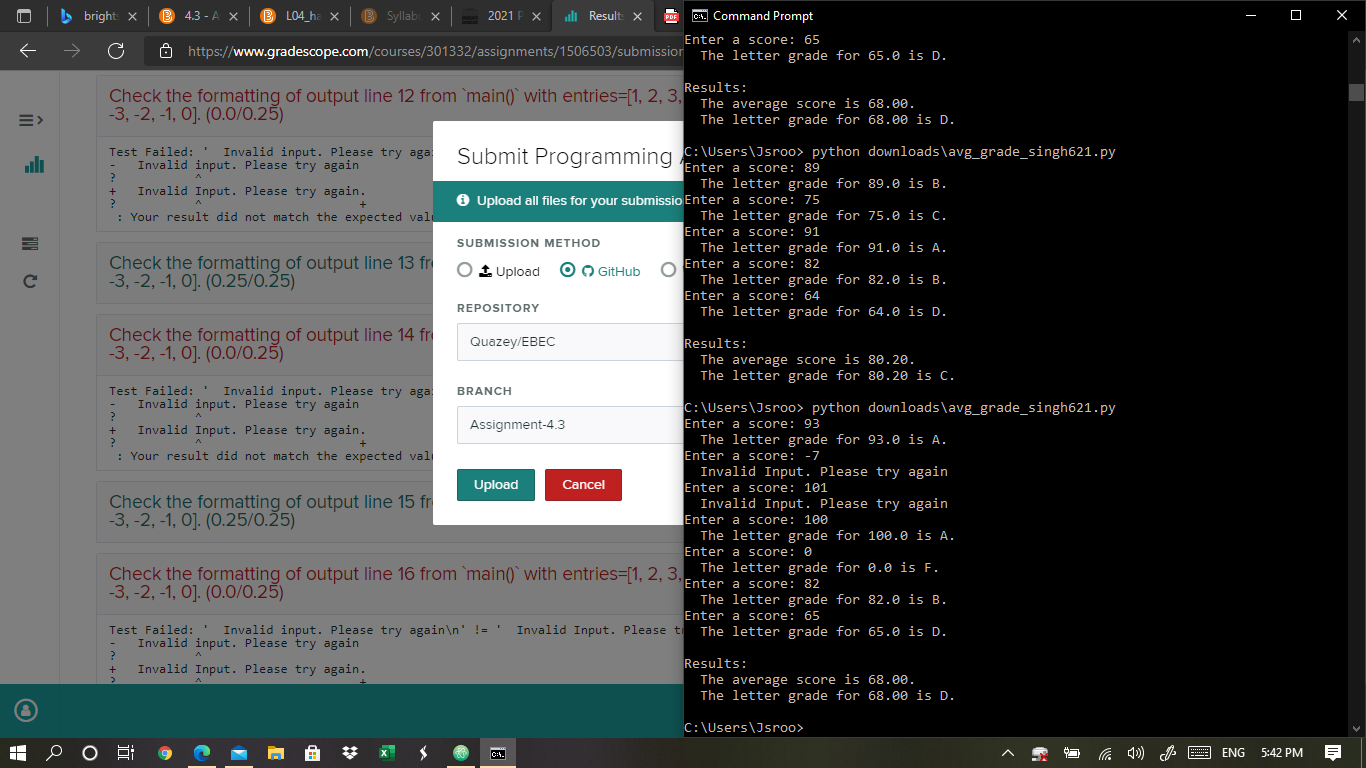 brights
4.3 - A
L04_ha
Syllabu
2021 P
Results
PDF
https://www.gradescope.com/courses/301332/assignments/1506503/submission
Check the formatting of output line 12 from `main()` with entries=[1, 2, 3,
-3, -2, -1, 0]. (0.0/0.25)
Test Failed: '  Invalid input. Please try aga
-   Invalid input. Please try again
?           ^
+   Invalid Input. Please try again.
?           ^                      +
 : Your result did not match the expected valu
Check the formatting of output line 13 fr
-3, -2, -1, 0]. (0.25/0.25)
Check the formatting of output line 14 fr
-3, -2, -1, 0]. (0.0/0.25)
Test Failed: '  Invalid input. Please try aga
-   Invalid input. Please try again
?           ^
+   Invalid Input. Please try again.
?           ^                      +
 : Your result did not match the expected valu
Check the formatting of output line 15 fr
-3, -2, -1, 0]. (0.25/0.25)
Check the formatting of output line 16 from `main()` with entries=[1, 2, 3,
-3, -2, -1, 0]. (0.0/0.25)
Test Failed: '  Invalid input. Please try again\n' != '  Invalid Input. Please t
-   Invalid input. Please try again
?           ^
+   Invalid Input. Please try again.
?           ^                      +
Submit Programming A
Upload all files for your submissio
SUBMISSION METHOD
Upload
GitHub
REPOSITORY
Quazey/EBEC
BRANCH
Assignment-4.3
Upload
Cancel
Command Prompt
Enter a score: 65
  The letter grade for 65.0 is D.
Results:
  The average score is 68.00.
  The letter grade for 68.00 is D.
C:\Users\Jsroo> python downloads\avg_grade_singh621.py
Enter a score: 89
  The letter grade for 89.0 is B.
Enter a score: 75
  The letter grade for 75.0 is C.
Enter a score: 91
  The letter grade for 91.0 is A.
Enter a score: 82
  The letter grade for 82.0 is B.
Enter a score: 64
  The letter grade for 64.0 is D.
Results:
  The average score is 80.20.
  The letter grade for 80.20 is C.
C:\Users\Jsroo> python downloads\avg_grade_singh621.py
Enter a score: 93
  The letter grade for 93.0 is A.
Enter a score: -7
  Invalid Input. Please try again
Enter a score: 101
  Invalid Input. Please try again
Enter a score: 100
  The letter grade for 100.0 is A.
Enter a score: 0
  The letter grade for 0.0 is F.
Enter a score: 82
  The letter grade for 82.0 is B.
Enter a score: 65
  The letter grade for 65.0 is D.
Results:
  The average score is 68.00.
  The letter grade for 68.00 is D.
C:\Users\Jsroo>
ENG
5:42 PM